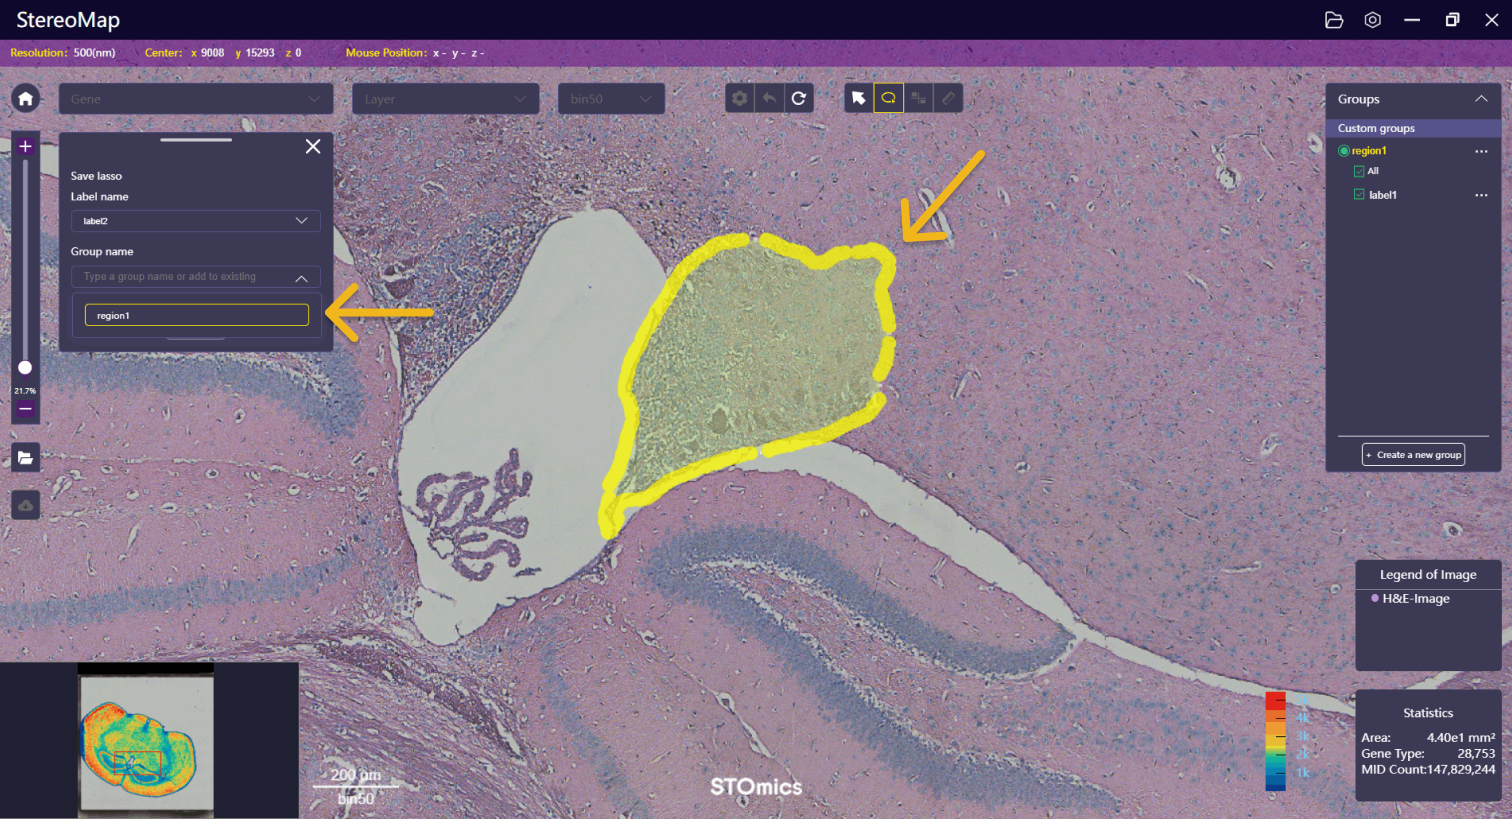 StereoMap
Resolution: 500(nm) Center: x 9008 y 15293 z 0 Mouse Position: x - y - z -
Gene
Layer
bin50
Save lasso
Label name
label2
Group name
Type a group name or add to existing
region1
21.7%
Groups
Custom groups
region1
All
label1
+ Create a new group
Legend of Image
H&E-Image
4k
3k
2k
1k
Statistics
Area: 4.40e1 mm²
Gene Type: 28,753
MID Count:147,829,244
200 μm
bin50
STOmics